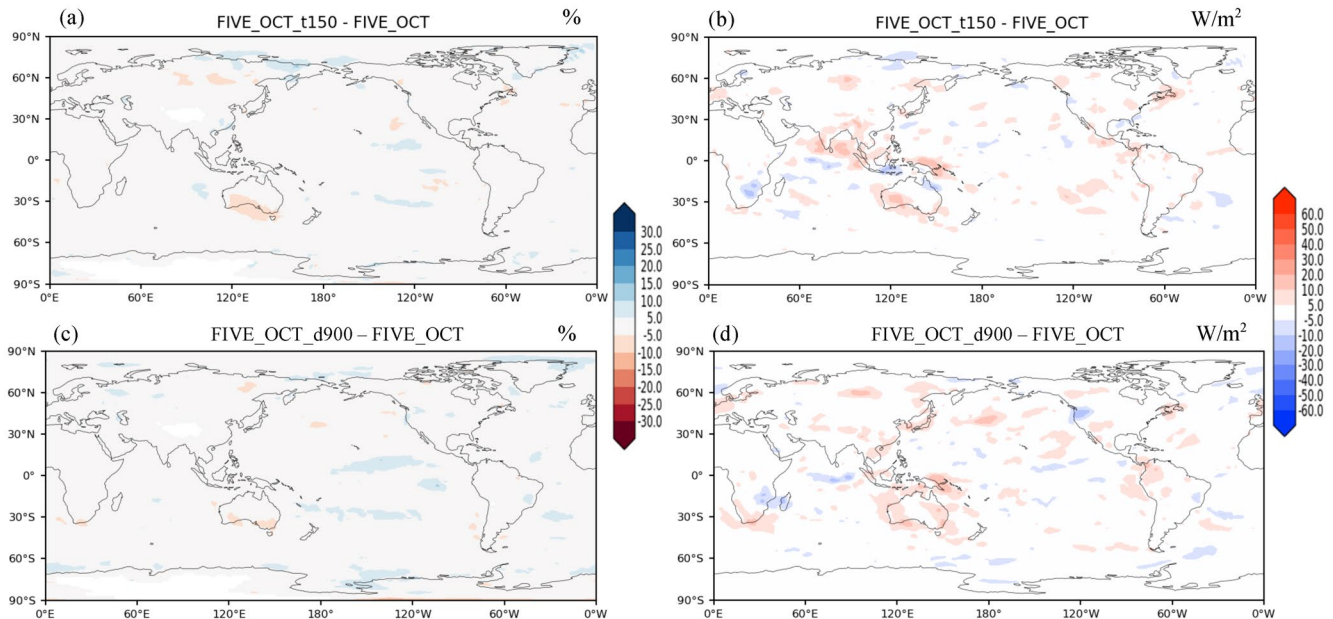 (a) FIVE_OCT_t150 - FIVE_OCT %
90°N
60°N
30°N
0°
30°S
60°S
90°S
0°E 60°E 120°E 180° 120°W 60°W 0°W
(b) FIVE_OCT_t150 - FIVE_OCT W/m²
90°N
60°N
30°N
0°
30°S
60°S
90°S
0°E 60°E 120°E 180° 120°W 60°W 0°W
30.0
25.0
20.0
15.0
10.0
5.0
-5.0
-10.0
-15.0
-20.0
-25.0
-30.0
60.0
50.0
40.0
30.0
20.0
10.0
5.0
-5.0
-10.0
-20.0
-30.0
-40.0
-50.0
-60.0
(c) FIVE_OCT_d900 – FIVE_OCT %
90°N
60°N
30°N
0°
30°S
60°S
90°S
0°E 60°E 120°E 180° 120°W 60°W 0°W
(d) FIVE_OCT_d900 – FIVE_OCT W/m²
90°N
60°N
30°N
0°
30°S
60°S
90°S
0°E 60°E 120°E 180° 120°W 60°W 0°W